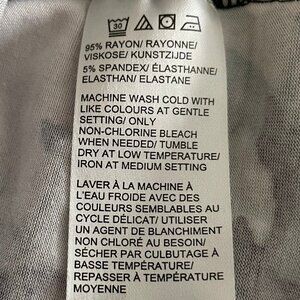 30
95% RAYON/ RAYONNE/
VISKOSE/ KUNSTZIJDE
5% SPANDEX/ ÉLASTHANNE/
ELASTHAN/ ELASTANE
MACHINE WASH COLD WITH
LIKE COLOURS AT GENTLE
SETTING/ ONLY
NON-CHLORINE BLEACH
WHEN NEEDED/ TUMBLE
DRY AT LOW TEMPERATURE/
IRON AT MEDIUM SETTING
LAVER À LA MACHINE À
L'EAU FROIDE AVEC DES
COULEURS SEMBLABLES AU
CYCLE DÉLICAT/ UTILISER
UN AGENT DE BLANCHIMENT
NON CHLORÉ AU BESOIN/
SÉCHER PAR CULBUTAGE À
BASSE TEMPÉRATURE/
REPASSER À TEMPÉRATURE
MOYENNE